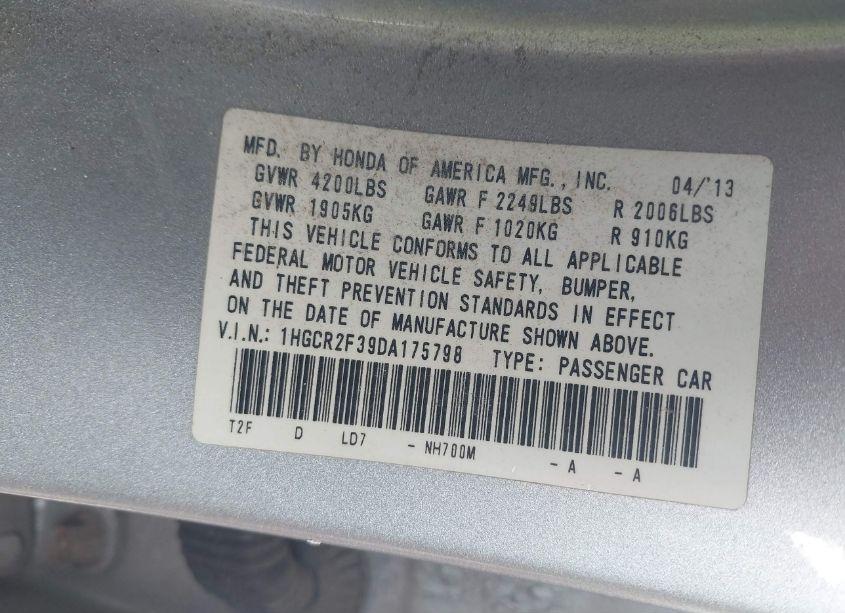 MFD. BY HONDA OF AMERICA MFG., INC. 04/'13
GVWR 4200LBS GAWR F 2249LBS R 2006LBS
GVWR 1905KG GAWR F 1020KG R 910KG
THIS VEHICLE CONFORMS TO ALL APPLICABLE
FEDERAL MOTOR VEHICLE SAFETY, BUMPER,
AND THEFT PREVENTION STANDARDS IN EFFECT
ON THE DATE OF MANUFACTURE SHOWN ABOVE.
V.I.N.: 1HGCR2F39DA175798 TYPE: PASSENGER CAR
T2F D LD7 - NH700M - A - A